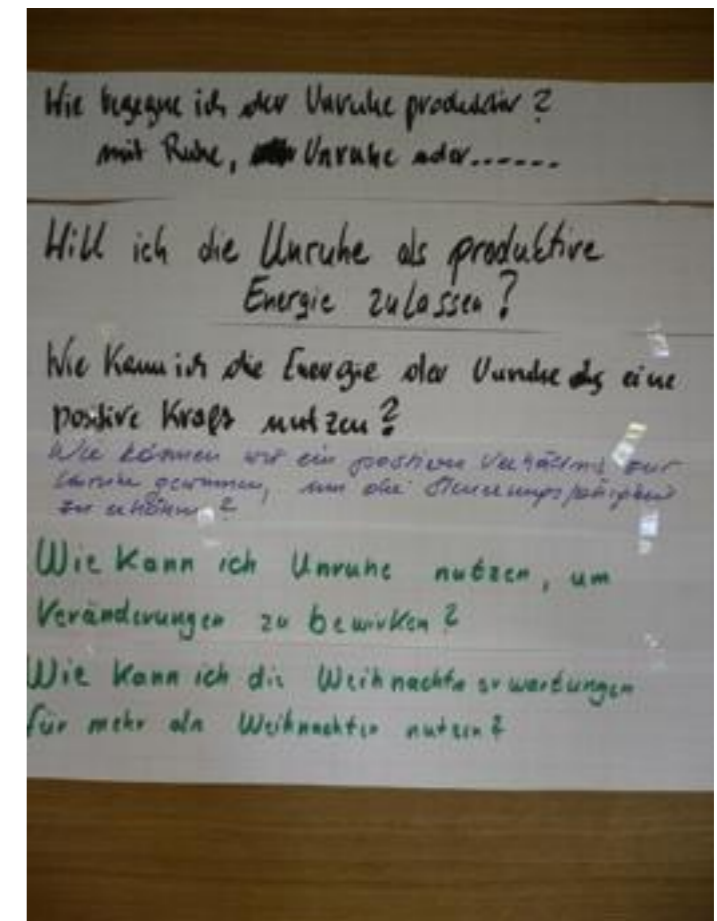 Wie begegne ich der Unruhe produktiv?
mit Ruhe, Unruhe oder......
Will ich die Unruhe als produktive
Energie zulassen?
Wie kann ich die Energie der Unruhe als eine
positive Kraft nutzen?
Wie können wir ein positives Verhältnis zur
Unruhe gewinnen, um die
zu erhöhen?
Wie kann ich Unruhe nutzen, um
Veränderungen zu bewirken?
Wie kann ich die Weihnachtserwartungen
für mehr als Weihnachten nutzen?